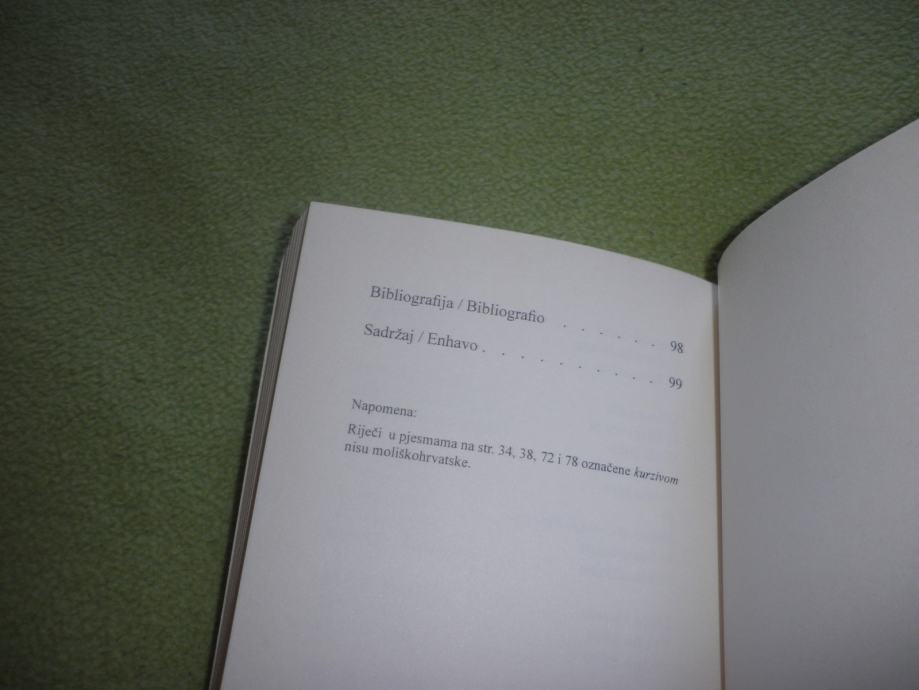 Bibliografija / Bibliografio . . . . . . 98
Sadržaj / Enhavo . . . . . . . . . . 99
Napomena:
Riječi u pjesmama na str. 34, 38, 72 i 78 označene kurzivom
nisu moliškohrvatske.